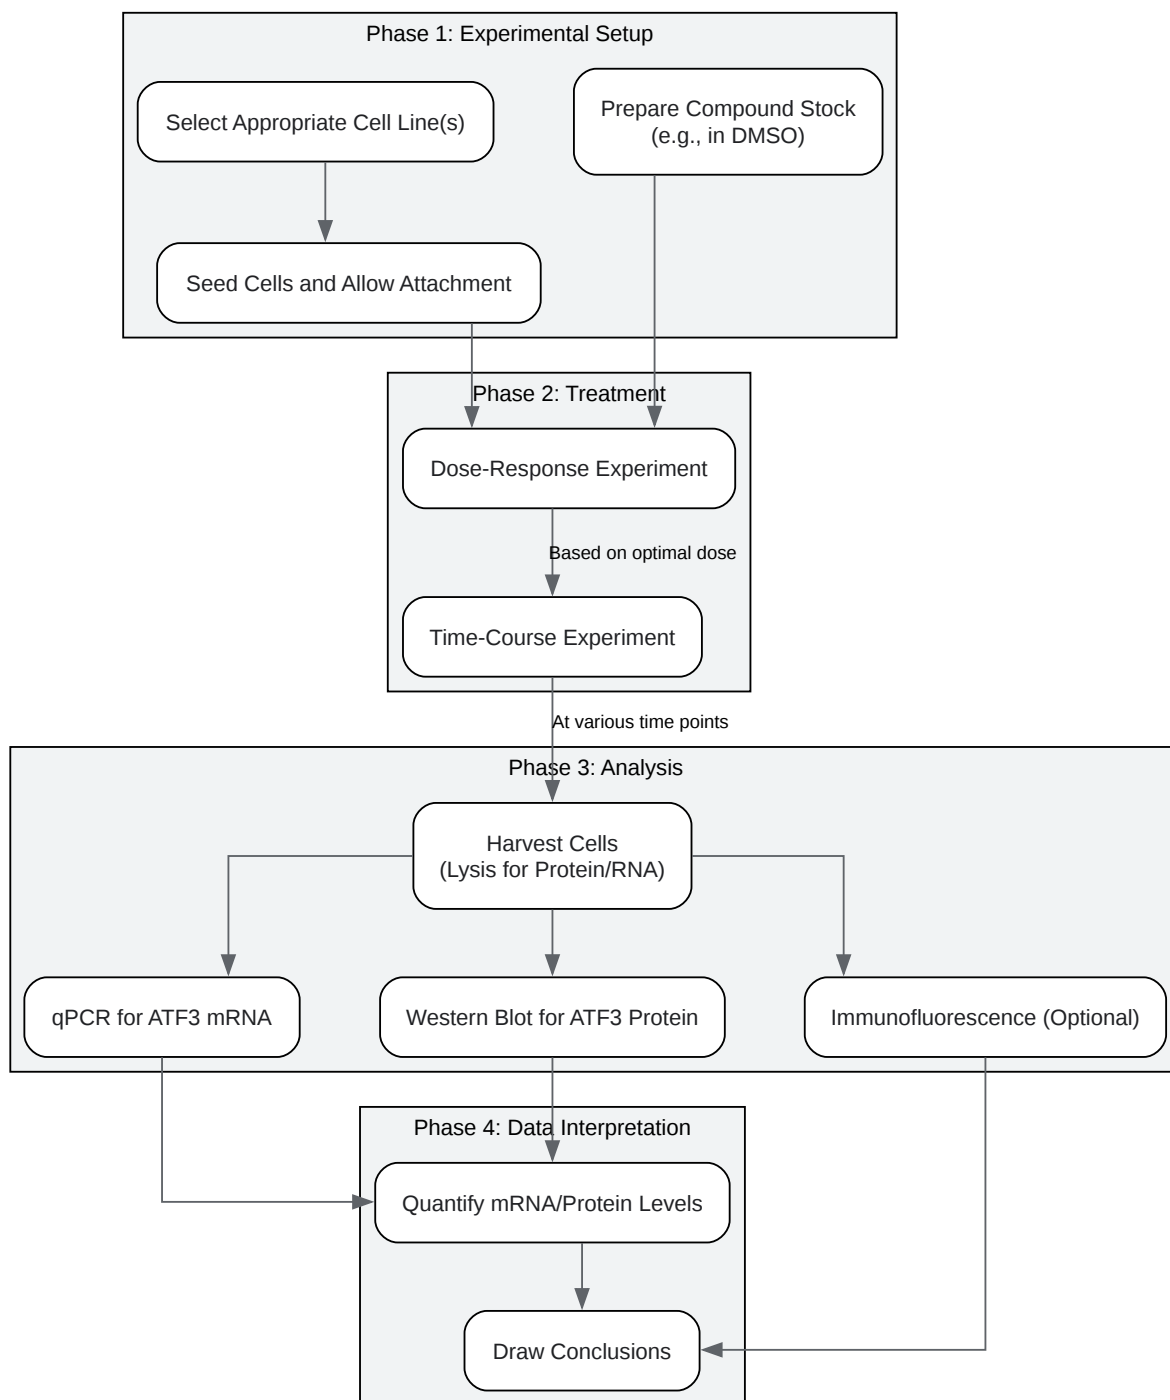 Phase 1: Experimental Setup
Select Appropriate Cell Line(s)
Prepare Compound Stock
(e.g., in DMSO)
Seed Cells and Allow Attachment
Phase 2: Treatment
Dose-Response Experiment
Based on optimal dose
Time-Course Experiment
At various time points
Phase 3: Analysis
Harvest Cells
(Lysis for Protein/RNA)
qPCR for ATF3 mRNA
Western Blot for ATF3 Protein
Immunofluorescence (Optional)
Phase 4: Data Interpretation
Quantify mRNA/Protein Levels
Draw Conclusions